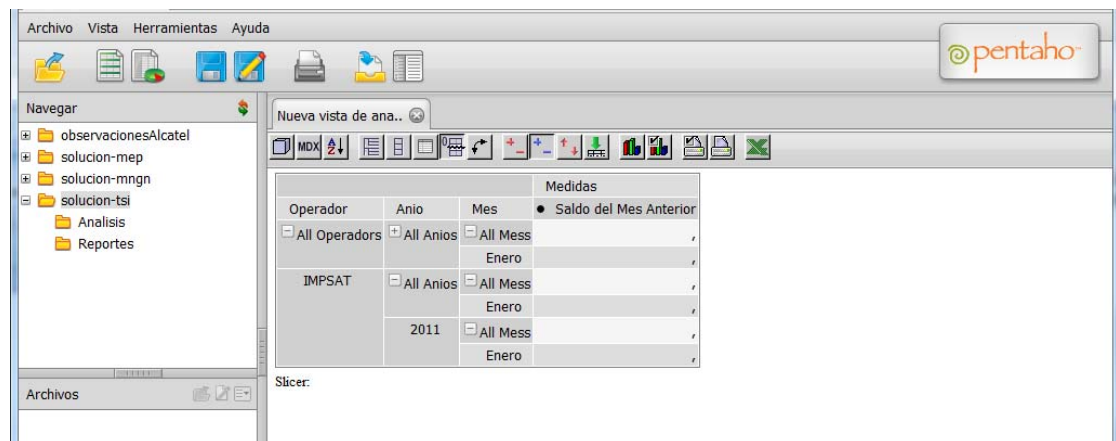 Archivo Vista Herramientas Ayuda
pentaho
Navegar
observacionesAlcatel
solucion-mep
solucion-mngn
solucion-tsi
Analisis
Reportes
Archivos
Nueva vista de ana..
MDX
Medidas
Operador Anio Mes Saldo del Mes Anterior
All Operadors All Anios All Mess ,
Enero ,
IMPSAT All Anios All Mess ,
Enero ,
2011 All Mess ,
Enero ,
Slicer: